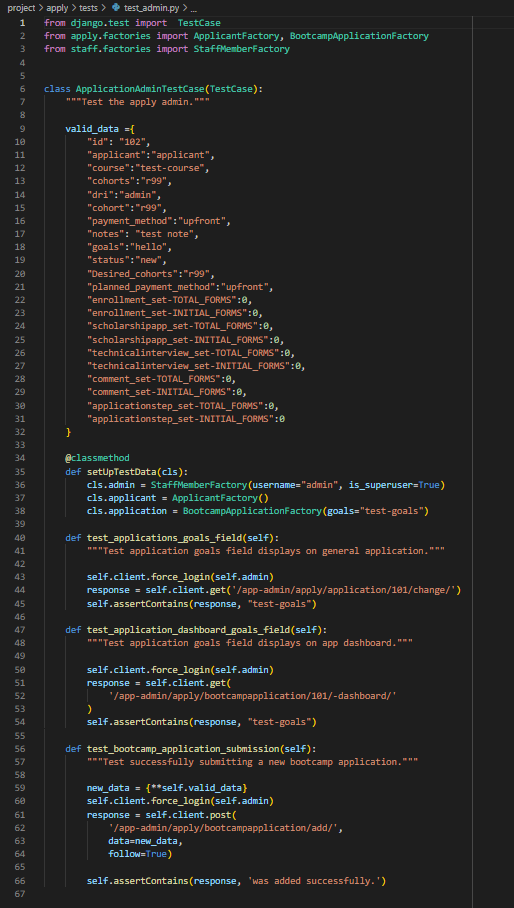 project > apply > tests > test_admin.py > ...
1 from django.test import  TestCase
2 from apply.factories import ApplicantFactory, BootcampApplicationFactory
3 from staff.factories import StaffMemberFactory
4
5
6 class ApplicationAdminTestCase(TestCase):
7     """Test the apply admin."""
8
9     valid_data ={
10         "id": "102",
11         "applicant":"applicant",
12         "course":"test-course",
13         "cohorts":"r99",
14         "dri":"admin",
15         "cohort":"r99",
16         "payment_method":"upfront",
17         "notes": "test note",
18         "goals":"hello",
19         "status":"new",
20         "Desired_cohorts":"r99",
21         "planned_payment_method":"upfront",
22         "enrollment_set-TOTAL_FORMS":0,
23         "enrollment_set-INITIAL_FORMS":0,
24         "scholarshipapp_set-TOTAL_FORMS":0,
25         "scholarshipapp_set-INITIAL_FORMS":0,
26         "technicalinterview_set-TOTAL_FORMS":0,
27         "technicalinterview_set-INITIAL_FORMS":0,
28         "comment_set-TOTAL_FORMS":0,
29         "comment_set-INITIAL_FORMS":0,
30         "applicationstep_set-TOTAL_FORMS":0,
31         "applicationstep_set-INITIAL_FORMS":0
32     }
33
34     @classmethod
35     def setUpTestData(cls):
36         cls.admin = StaffMemberFactory(username="admin", is_superuser=True)
37         cls.applicant = ApplicantFactory()
38         cls.application = BootcampApplicationFactory(goals="test-goals")
39
40     def test_applications_goals_field(self):
41         """Test application goals field displays on general application."""
42
43         self.client.force_login(self.admin)
44         response = self.client.get('/app-admin/apply/application/101/change/')
45         self.assertContains(response, "test-goals")
46
47     def test_application_dashboard_goals_field(self):
48         """Test application goals field displays on app dashboard."""
49
50         self.client.force_login(self.admin)
51         response = self.client.get(
52             '/app-admin/apply/bootcampapplication/101/-dashboard/'
53         )
54         self.assertContains(response, "test-goals")
55
56     def test_bootcamp_application_submission(self):
57         """Test successfully submitting a new bootcamp application."""
58
59         new_data = {**self.valid_data}
60         self.client.force_login(self.admin)
61         response = self.client.post(
62             '/app-admin/apply/bootcampapplication/add/',
63             data=new_data,
64             follow=True)
65
66         self.assertContains(response, 'was added successfully.')
67